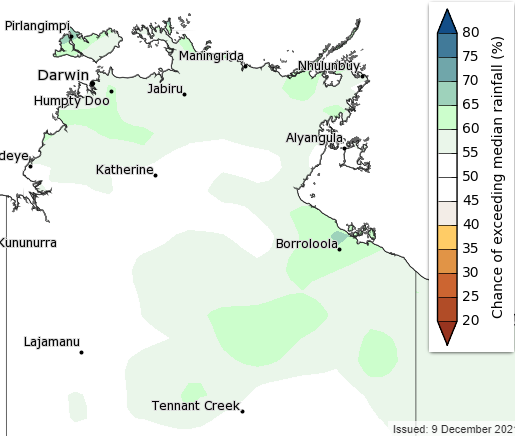 Pirlangimpi
Maningrida
Nhulunbuy
Darwin
Jabiru
Humpty Doo
Alyangula
deye
Katherine
Kununurra
Borroloola
Lajamanu
Tennant Creek
80
75
70
65
60
55
50
45
40
35
30
25
20
Chance of exceeding median rainfall (%)
Issued: 9 December 202